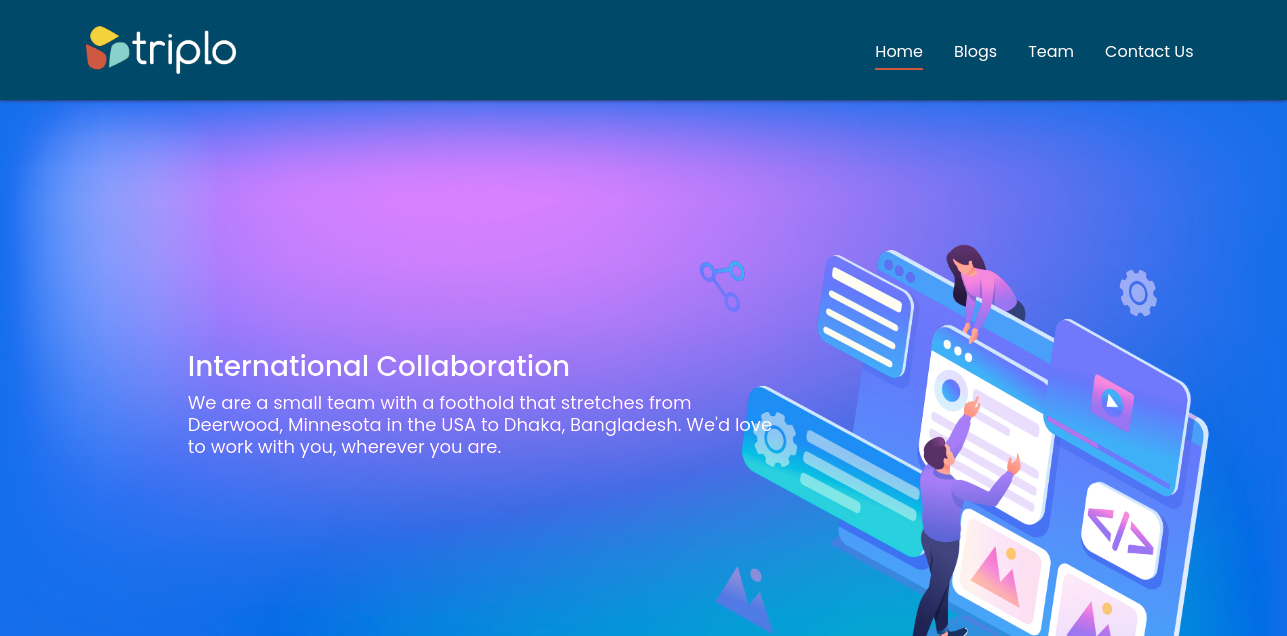 triplo
Home Blogs Team Contact Us
International Collaboration
We are a small team with a foothold that stretches from
Deerwood, Minnesota in the USA to Dhaka, Bangladesh. We'd love
to work with you, wherever you are.
</>